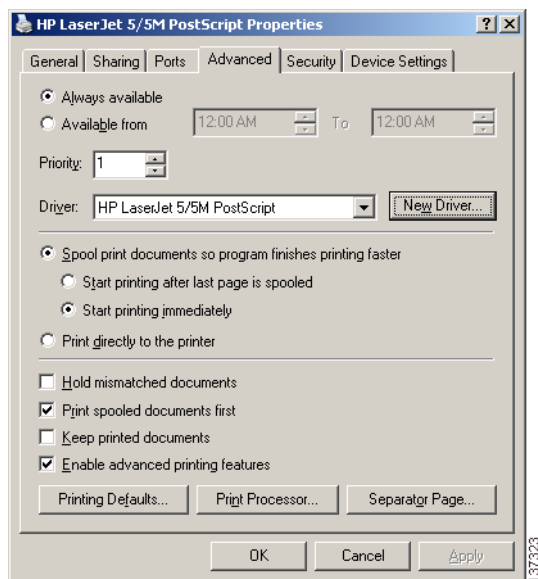 HP LaserJet 5/5M PostScript Properties ? X
General Sharing Ports Advanced Security Device Settings
Always available
Available from 12:00 AM To 12:00 AM
Priority: 1
Driver: HP LaserJet 5/5M PostScript New Driver...
Spool print documents so program finishes printing faster
Start printing after last page is spooled
Start printing immediately
Print directly to the printer
Hold mismatched documents
Print spooled documents first
Keep printed documents
Enable advanced printing features
Printing Defaults... Print Processor... Separator Page...
OK Cancel Apply
37323